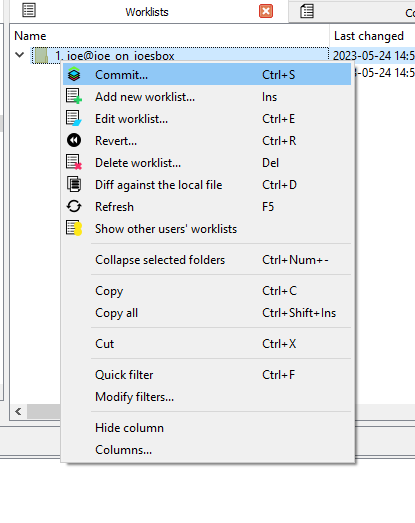 Worklists
Co
Name Last changed
1. joe@joe_on_joesbox 2023-05-24 14:5
Commit... Ctrl+S 3-05-24 14:5
Add new worklist... Ins
Edit worklist... Ctrl+E
Revert... Ctrl+R
Delete worklist... Del
Diff against the local file Ctrl+D
Refresh F5
Show other users' worklists
Collapse selected folders Ctrl+Num+-
Copy Ctrl+C
Copy all Ctrl+Shift+Ins
Cut Ctrl+X
Quick filter Ctrl+F
Modify filters...
Hide column
Columns...